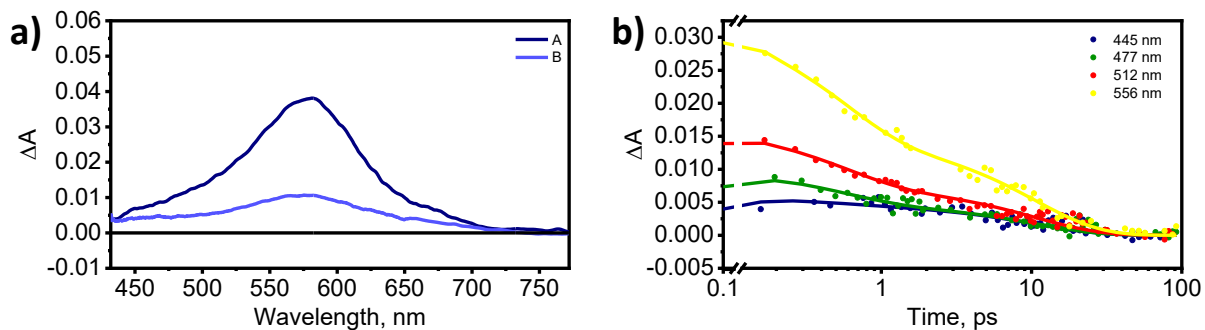 a)
0.06
0.05
0.04
0.03
0.02
0.01
0.00
-0.01
ΔA
450 500 550 600 650 700 750
Wavelength, nm
A
B
b)
0.030
0.025
0.020
0.015
0.010
0.005
0.000
-0.005
ΔA
0.1 1 10 100
Time, ps
445 nm
477 nm
512 nm
556 nm